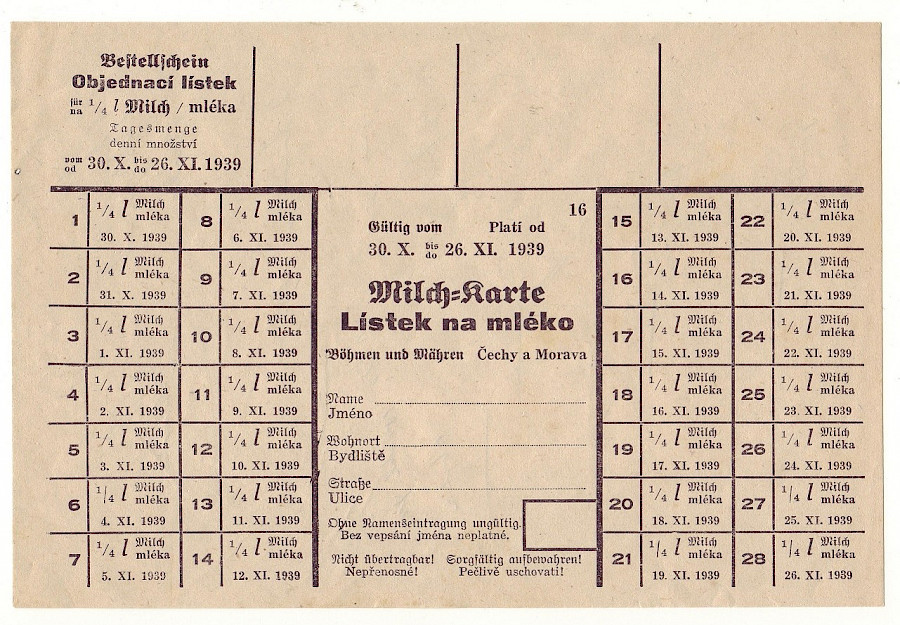 Bestellschein
Objednací lístek
für na 1/4 l Milch / mléka
Tagesmenge
denní množství
vom od 30. X. bis do 26. XI. 1939
1 1/4 l Milch mléka 30. X. 1939
2 1/4 l Milch mléka 31. X. 1939
3 1/4 l Milch mléka 1. XI. 1939
4 1/4 l Milch mléka 2. XI. 1939
5 1/4 l Milch mléka 3. XI. 1939
6 1/4 l Milch mléka 4. XI. 1939
7 1/4 l Milch mléka 5. XI. 1939
8 1/4 l Milch mléka 6. XI. 1939
9 1/4 l Milch mléka 7. XI. 1939
10 1/4 l Milch mléka 8. XI. 1939
11 1/4 l Milch mléka 9. XI. 1939
12 1/4 l Milch mléka 10. XI. 1939
13 1/4 l Milch mléka 11. XI. 1939
14 1/4 l Milch mléka 12. XI. 1939
16
Gültig vom Platí od
30. X. bis do 26. XI. 1939
Milch=Karte
Lístek na mléko
Böhmen und Mähren Čechy a Morava
Name
Jméno
Wohnort
Bydliště
Straße
Ulice
Ohne Namenseintragung ungültig.
Bez vepsání jména neplatné.
Nicht übertragbar! Sorgfältig aufbewahren!
Nepřenosné! Pečlivě uschovati!
15 1/4 l Milch mléka 13. XI. 1939
16 1/4 l Milch mléka 14. XI. 1939
17 1/4 l Milch mléka 15. XI. 1939
18 1/4 l Milch mléka 16. XI. 1939
19 1/4 l Milch mléka 17. XI. 1939
20 1/4 l Milch mléka 18. XI. 1939
21 1/4 l Milch mléka 19. XI. 1939
22 1/4 l Milch mléka 20. XI. 1939
23 1/4 l Milch mléka 21. XI. 1939
24 1/4 l Milch mléka 22. XI. 1939
25 1/4 l Milch mléka 23. XI. 1939
26 1/4 l Milch mléka 24. XI. 1939
27 1/4 l Milch mléka 25. XI. 1939
28 1/4 l Milch mléka 26. XI. 1939